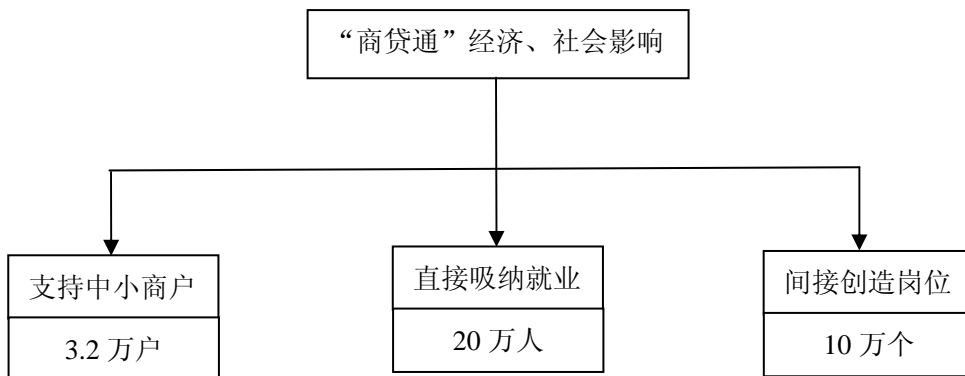 “商贷通”经济、社会影响
支持中小商户
3.2 万户
直接吸纳就业
20 万人
间接创造岗位
10 万个